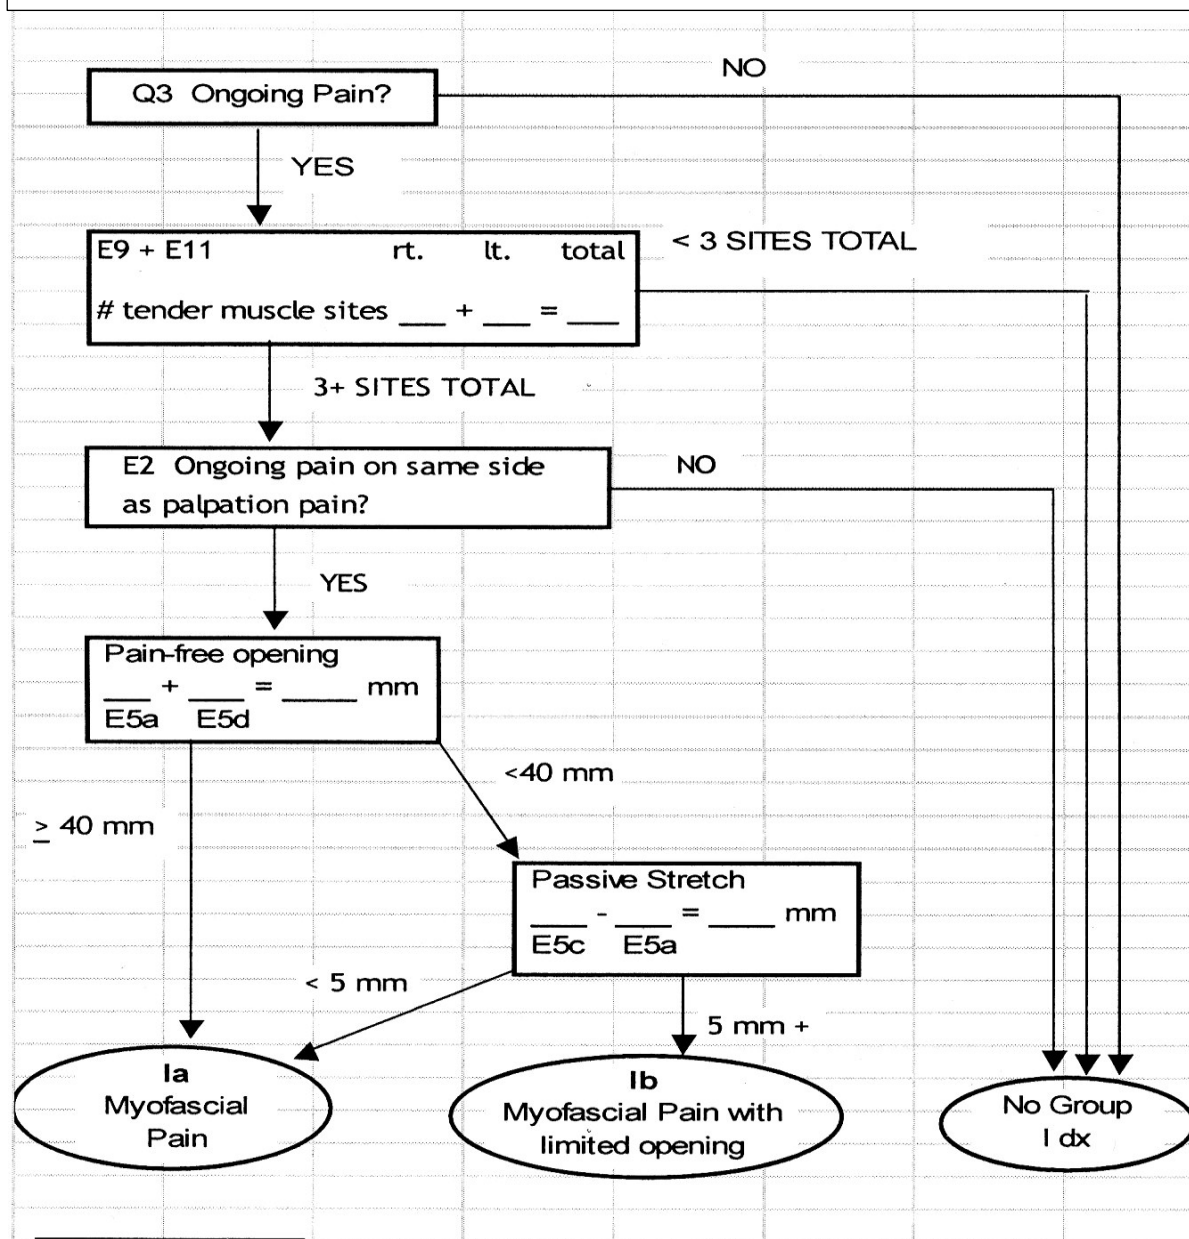 NO
Q3 Ongoing Pain?
YES
E9 + E11 rt. lt. total
< 3 SITES TOTAL
# tender muscle sites ___ + ___ = ___
3+ SITES TOTAL
E2 Ongoing pain on same side
as palpation pain?
NO
YES
Pain-free opening
___ + ___ = ____ mm
E5a E5d
<40 mm
≥ 40 mm
Passive Stretch
___ - ___ = ____ mm
E5c E5a
< 5 mm
5 mm +
Ia
Myofascial
Pain
Ib
Myofascial Pain with
limited opening
No Group
I dx